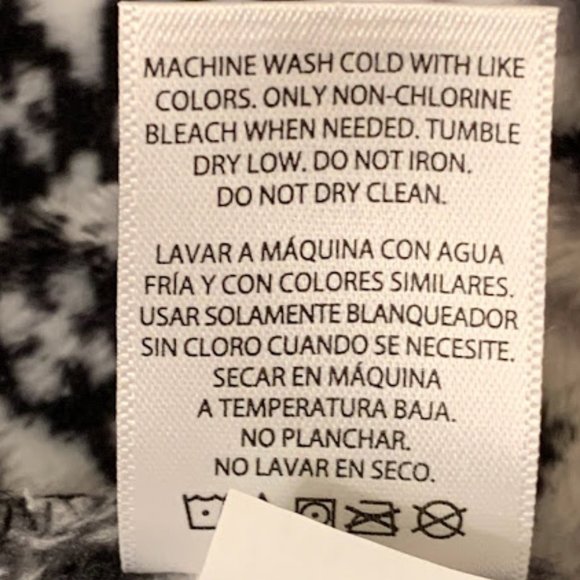 MACHINE WASH COLD WITH LIKE
COLORS. ONLY NON-CHLORINE
BLEACH WHEN NEEDED. TUMBLE
DRY LOW. DO NOT IRON.
DO NOT DRY CLEAN.
LAVAR A MÁQUINA CON AGUA
FRÍA Y CON COLORES SIMILARES.
USAR SOLAMENTE BLANQUEADOR
SIN CLORO CUANDO SE NECESITE.
SECAR EN MÁQUINA
A TEMPERATURA BAJA.
NO PLANCHAR.
NO LAVAR EN SECO.